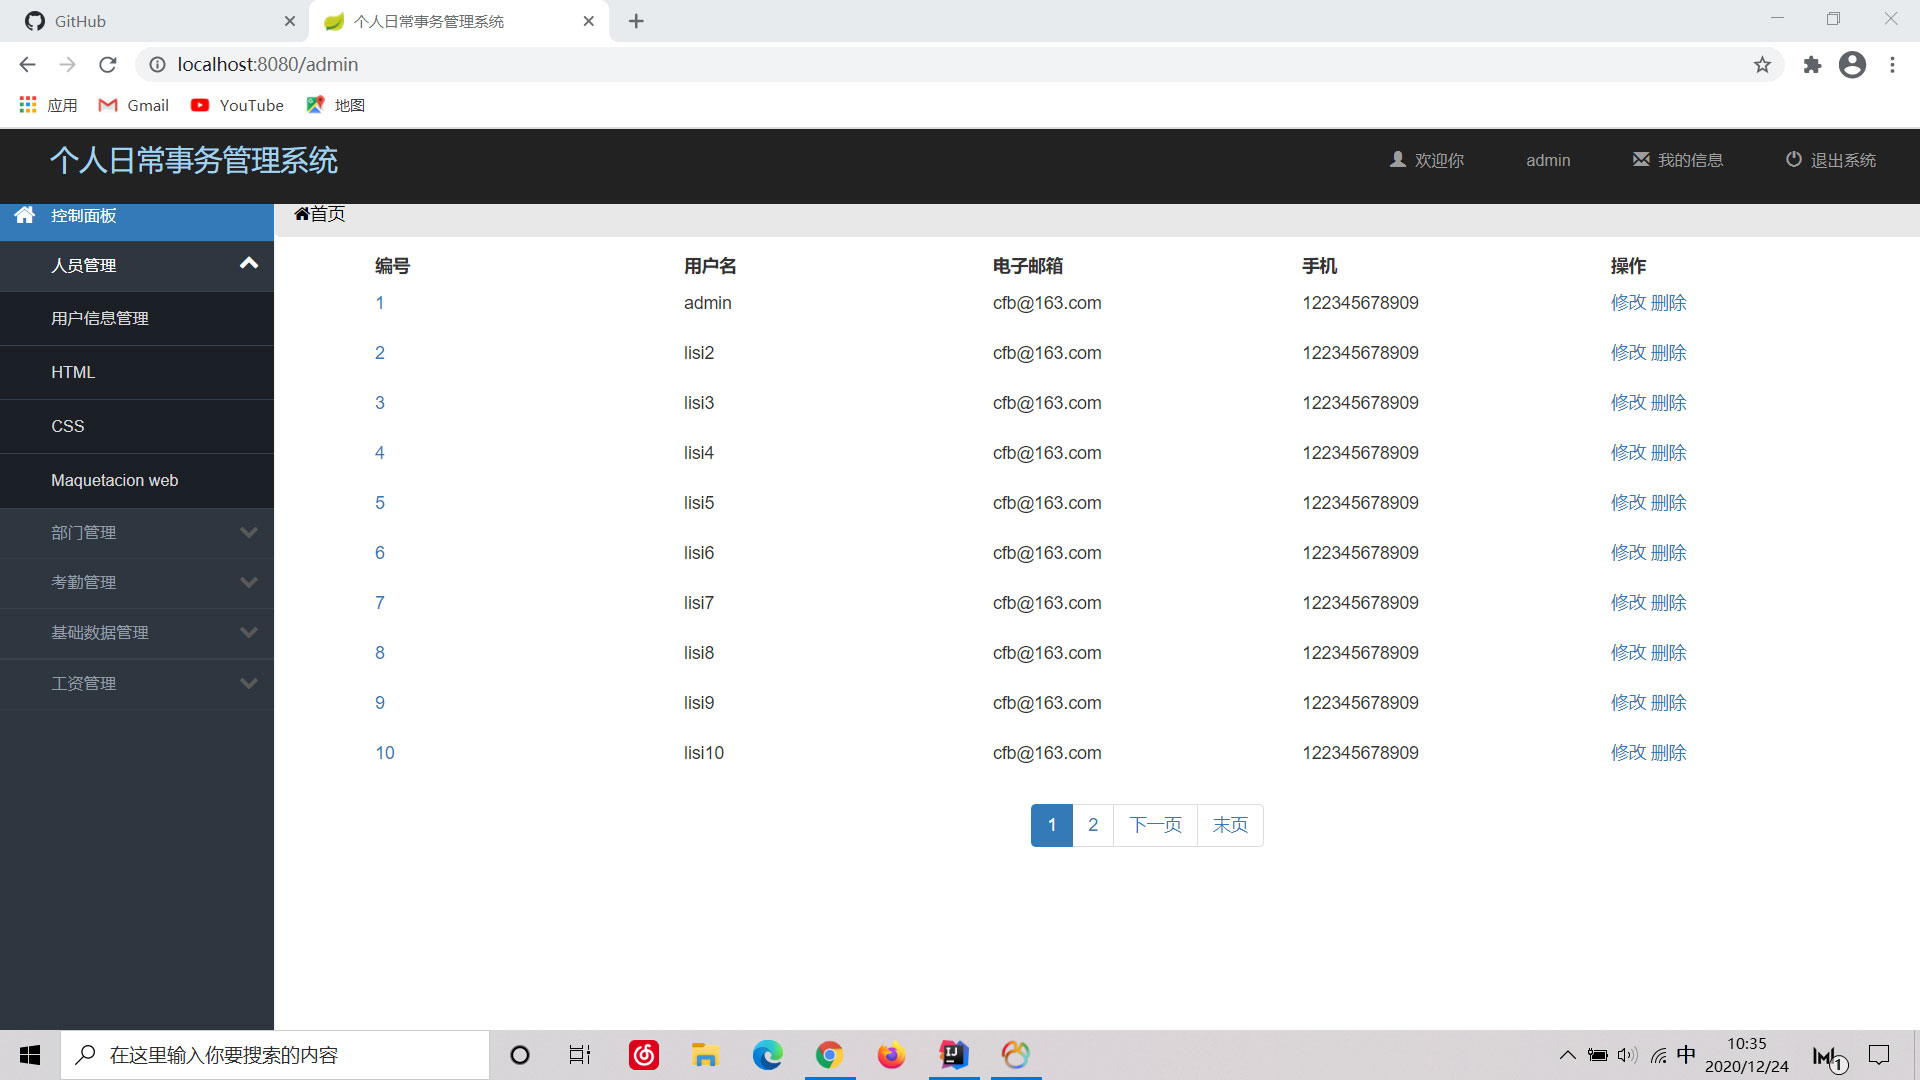 GitHub
个人日常事务管理系统
localhost:8080/admin
应用 Gmail YouTube 地图
个人日常事务管理系统
欢迎你 admin 我的信息 退出系统
控制面板
人员管理
用户信息管理
HTML
CSS
Maquetacion web
部门管理
考勤管理
基础数据管理
工资管理
首页
编号 用户名 电子邮箱 手机 操作
1 admin cfb@163.com 122345678909 修改 删除
2 lisi2 cfb@163.com 122345678909 修改 删除
3 lisi3 cfb@163.com 122345678909 修改 删除
4 lisi4 cfb@163.com 122345678909 修改 删除
5 lisi5 cfb@163.com 122345678909 修改 删除
6 lisi6 cfb@163.com 122345678909 修改 删除
7 lisi7 cfb@163.com 122345678909 修改 删除
8 lisi8 cfb@163.com 122345678909 修改 删除
9 lisi9 cfb@163.com 122345678909 修改 删除
10 lisi10 cfb@163.com 122345678909 修改 删除
1 2 下一页 末页
在这里输入你要搜索的内容
中
10:35
2020/12/24
1